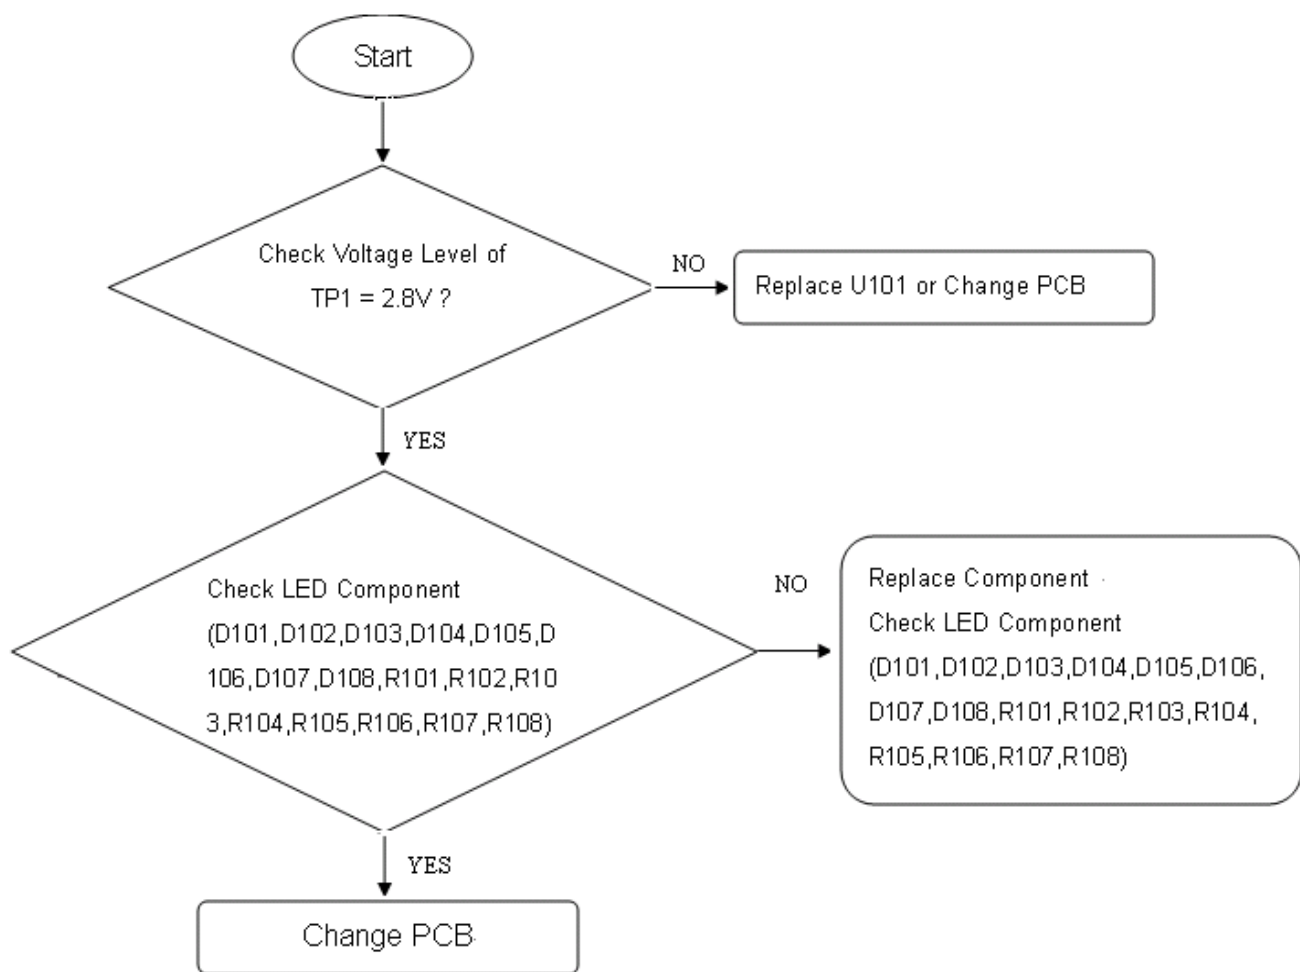 Start
Check Voltage Level of
TP1 = 2.8V ?
NO
Replace U101 or Change PCB
YES
Check LED Component
(D101,D102,D103,D104,D105,D
106,D107,D108,R101,R102,R10
3,R104,R105,R106,R107,R108)
NO
Replace Component
Check LED Component
(D101,D102,D103,D104,D105,D106,
D107,D108,R101,R102,R103,R104,
R105,R106,R107,R108)
YES
Change PCB